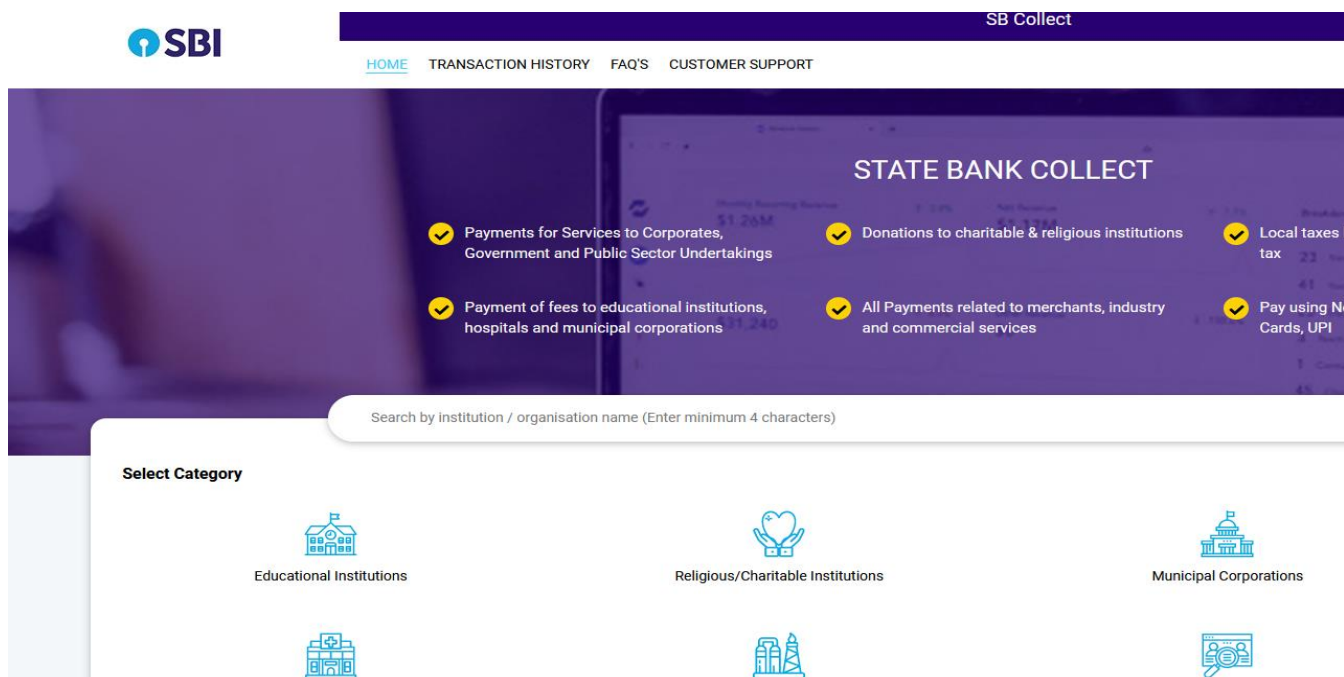 SBI
SB Collect
HOME TRANSACTION HISTORY FAQ'S CUSTOMER SUPPORT
STATE BANK COLLECT
Payments for Services to Corporates,
Government and Public Sector Undertakings
Donations to charitable & religious institutions
Local taxes
tax
Payment of fees to educational institutions,
hospitals and municipal corporations
All Payments related to merchants, industry
and commercial services
Pay using
Cards, UPI
$1.26M
Search by institution / organisation name (Enter minimum 4 characters)
Select Category
Educational Institutions
Religious/Charitable Institutions
Municipal Corporations